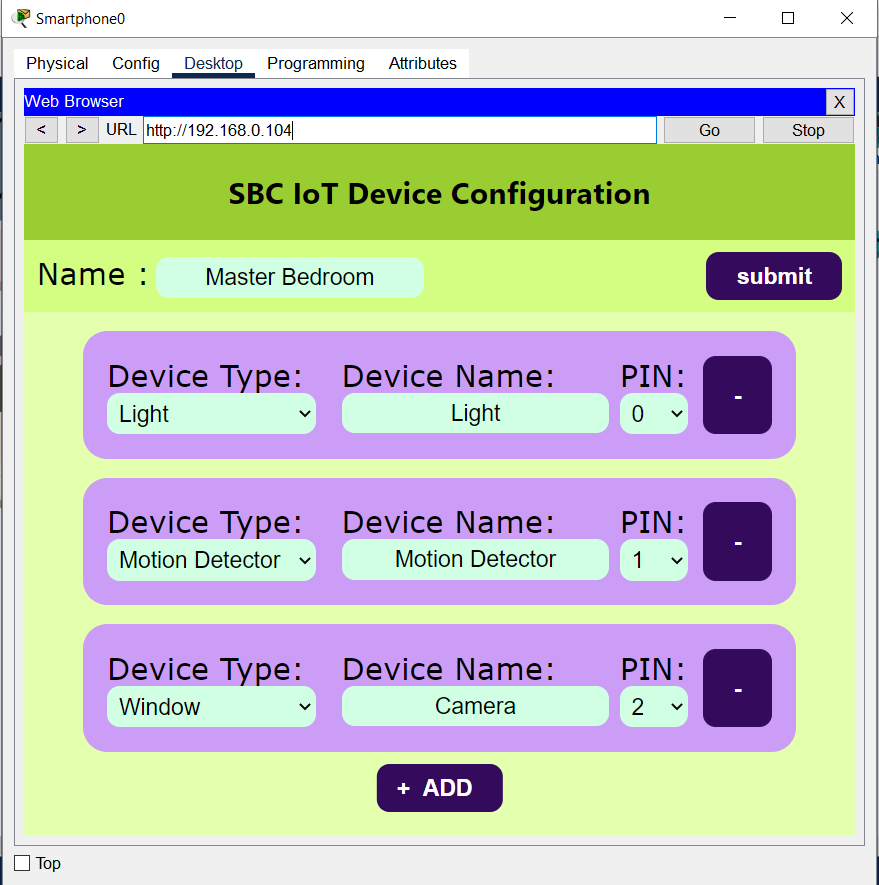 Smartphone0
Physical Config Desktop Programming Attributes
Web Browser X
< > URL http://192.168.0.104 Go Stop
SBC IoT Device Configuration
Name : Master Bedroom submit
Device Type: Device Name: PIN:
Light Light 0 -
Device Type: Device Name: PIN:
Motion Detector Motion Detector 1 -
Device Type: Device Name: PIN:
Window Camera 2 -
+ ADD
Top